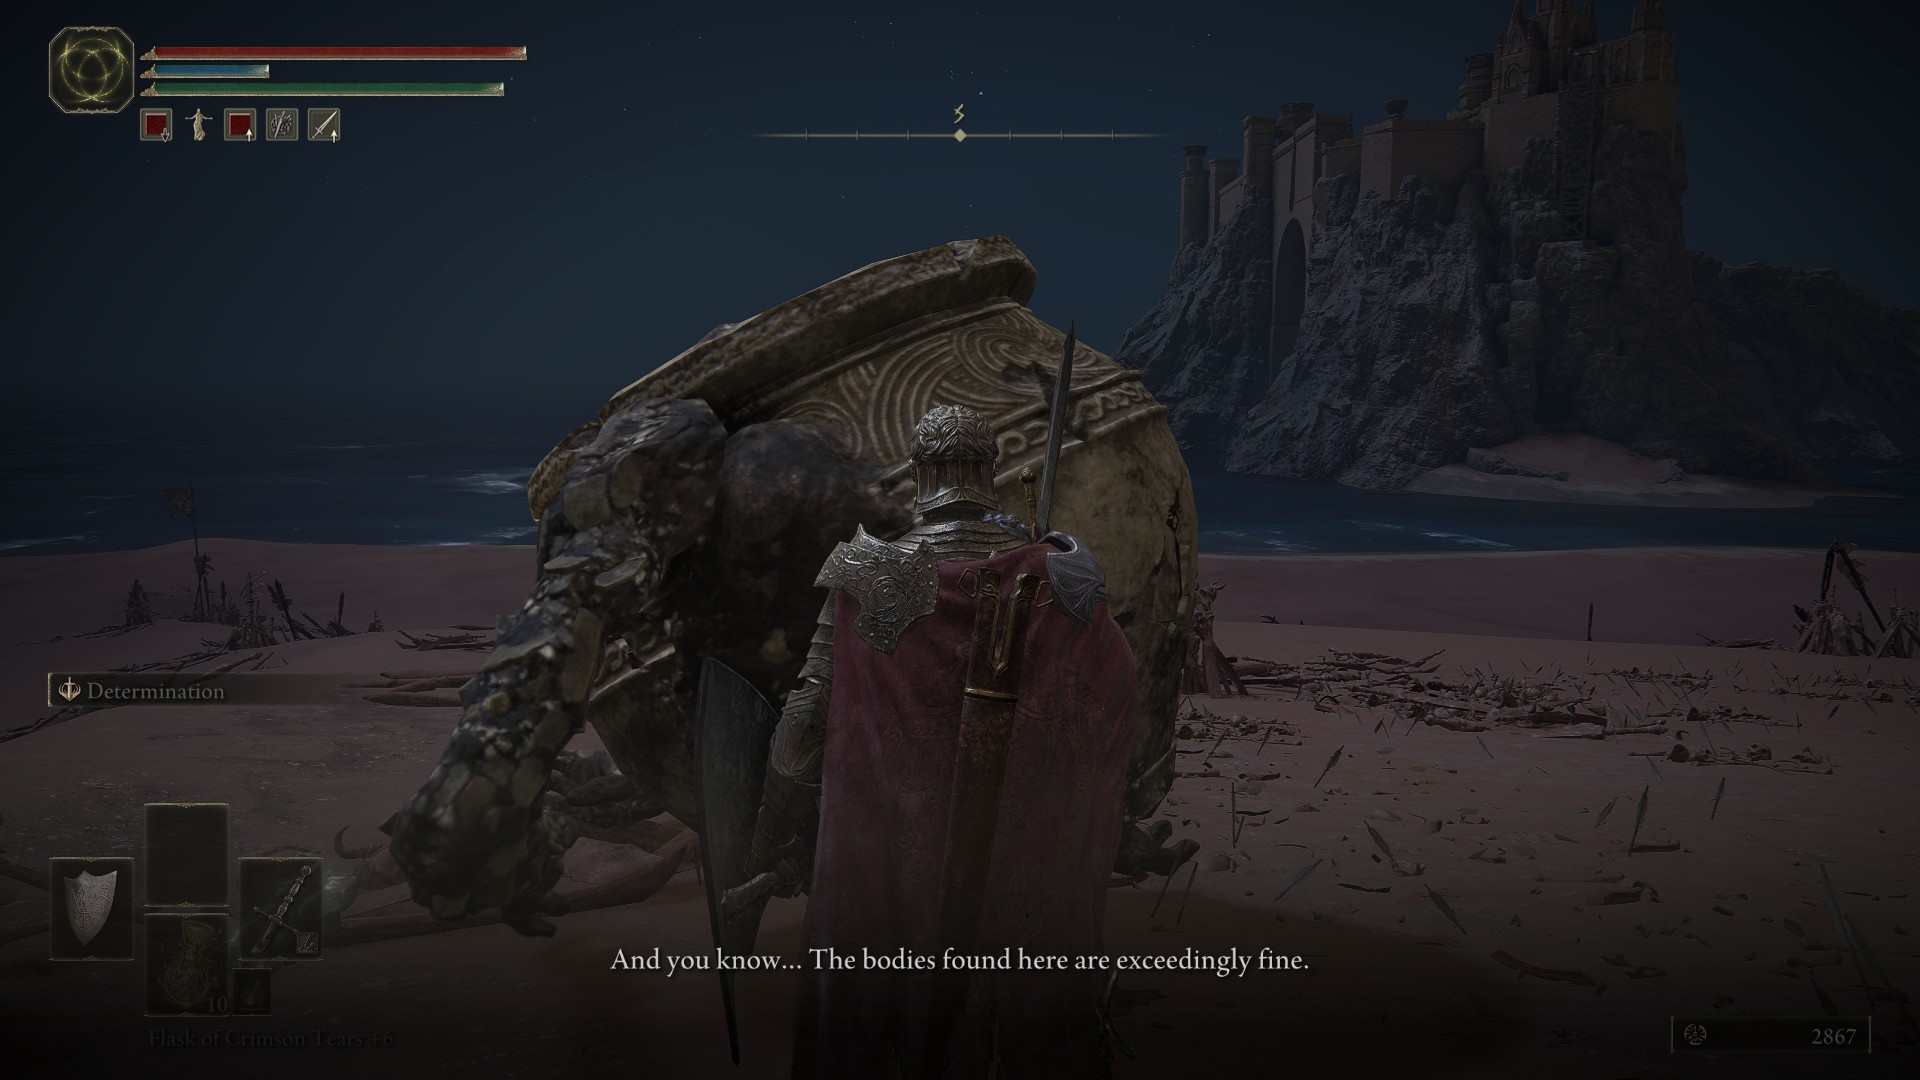 S
Determination
And you know... The bodies found here are exceedingly fine.
10
Flask of Crimson Tears +6
2867